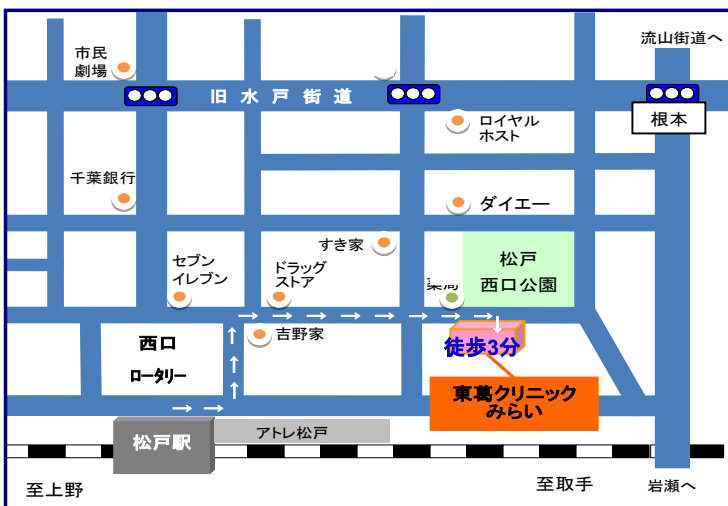 流山街道へ
市民
劇場
旧水戸街道
根本
ロイヤル
ホスト
千葉銀行
ダイエー
すき家
松戸
西口公園
セブン
イレブン
ドラッグ
ストア
薬局
吉野家
西口
ロータリー
徒歩3分
東葛クリニック
みらい
松戸駅
アトレ松戸
至上野
至取手
岩瀬へ